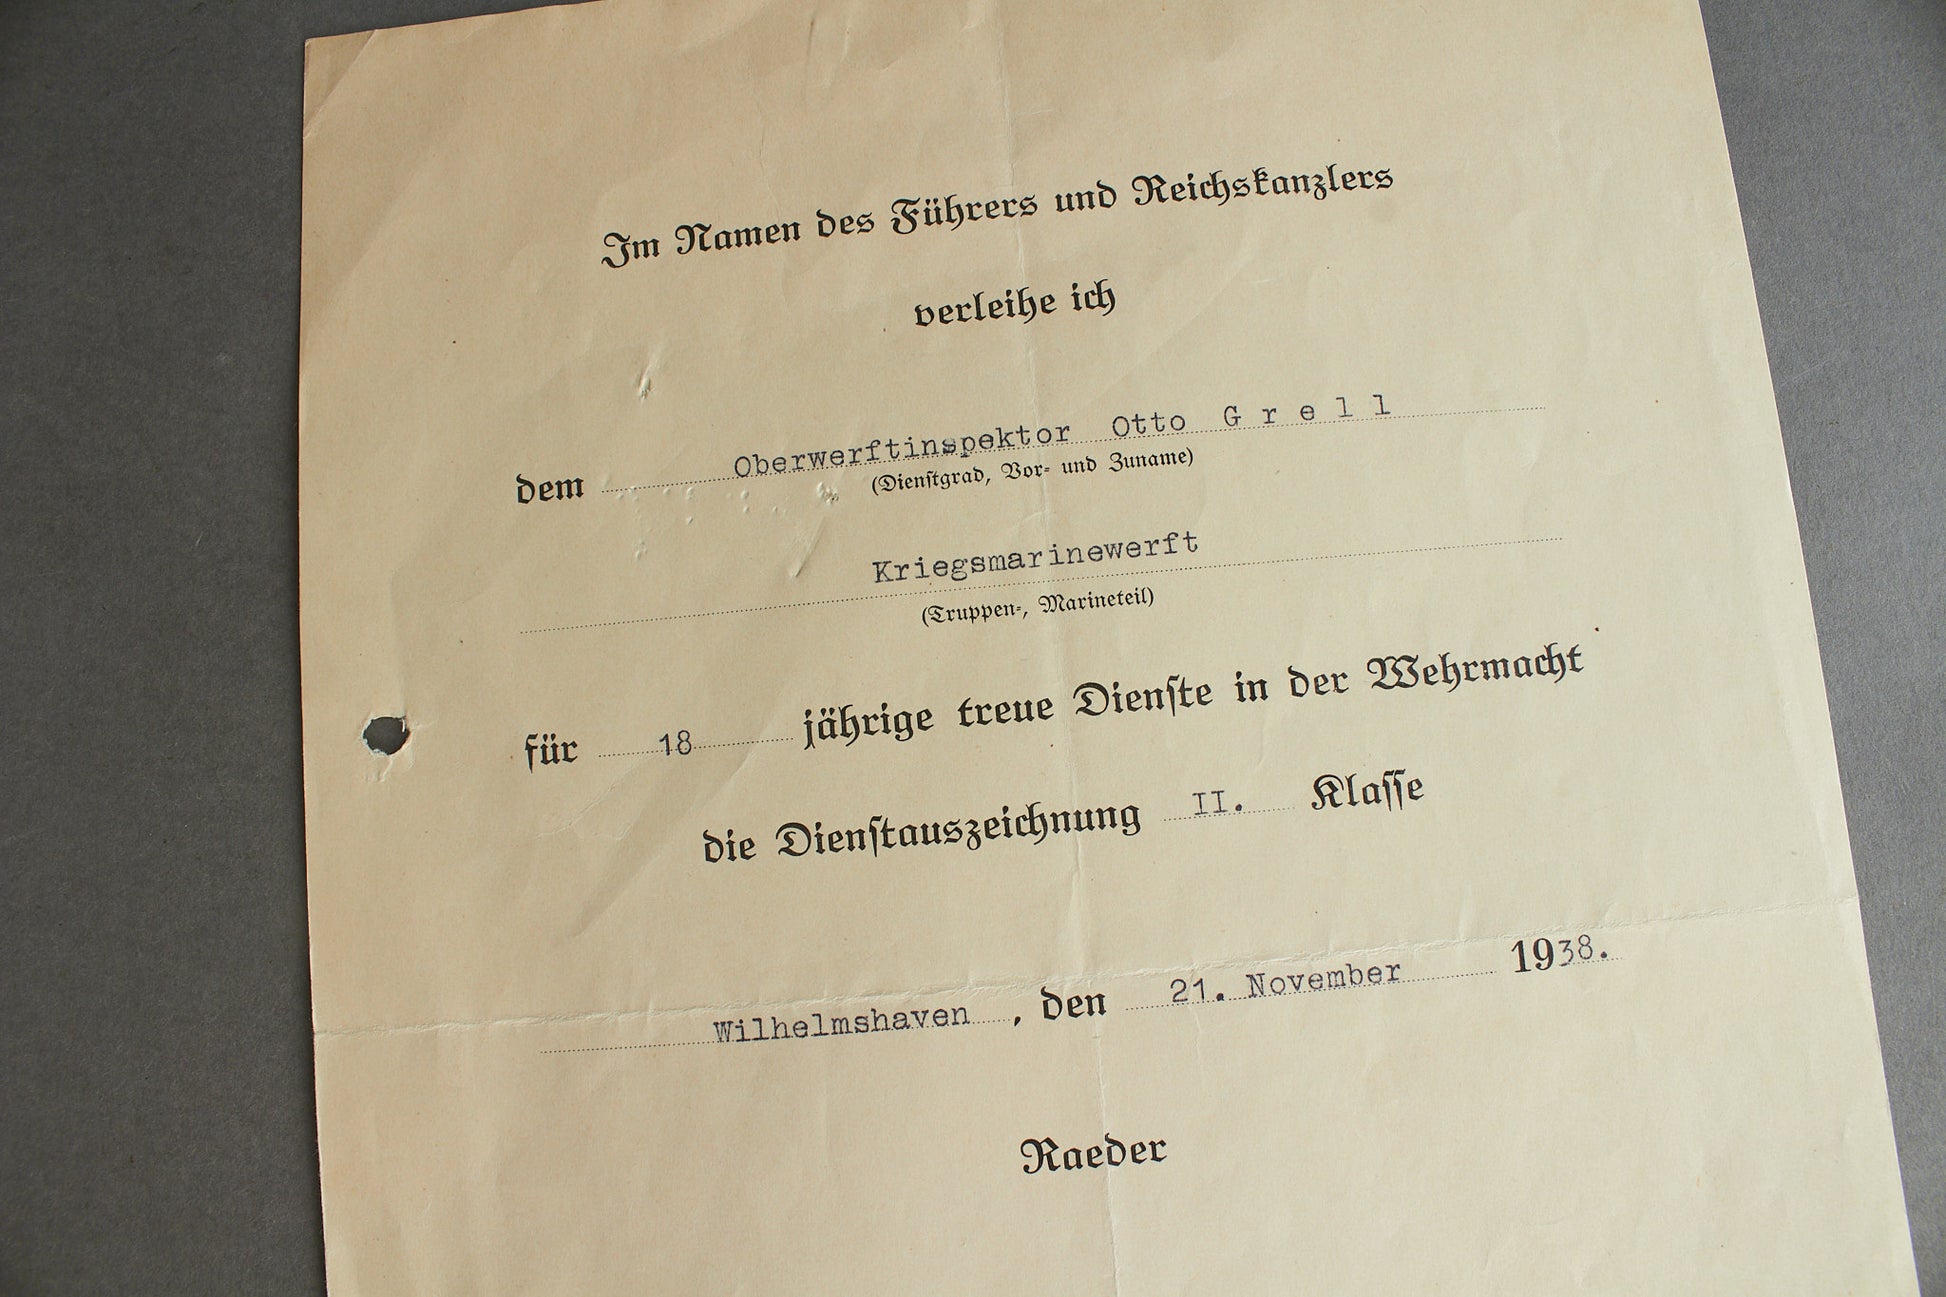 Im Namen des Führers und Reichskanzlers
verleihe ich
dem Oberwerftinspektor Otto G r e l l
(Dienstgrad, Vor- und Zuname)
Kriegsmarinewerft
(Truppen-, Marineteil)
für 18 jährige treue Dienste in der Wehrmacht
die Dienstauszeichnung II. Klasse
Wilhelmshaven, den 21. November 1938.
Raeder